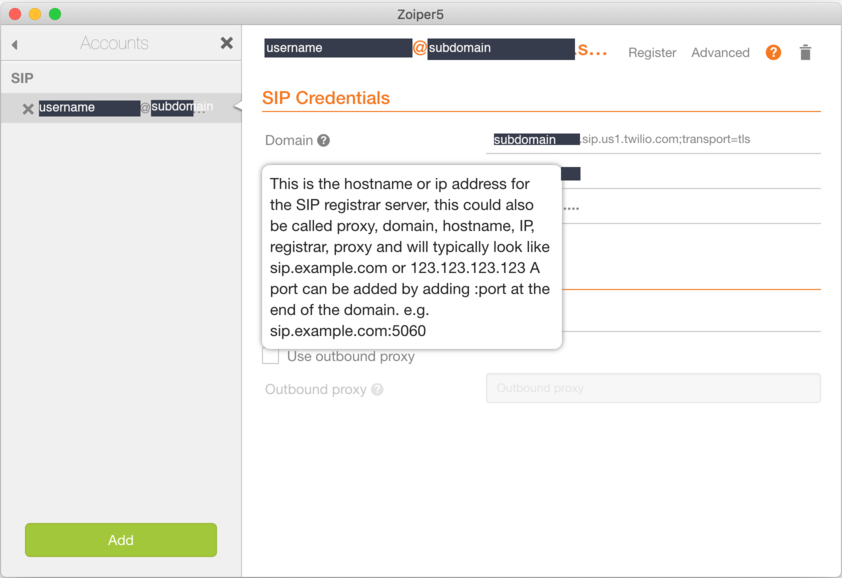 Zoiper5
Accounts
username@subdomain.s...
Register
Advanced
?
SIP
username@subdomain...
SIP Credentials
Domain ?
subdomain.sip.us1.twilio.com;transport=tls
This is the hostname or ip address for
the SIP registrar server, this could also
be called proxy, domain, hostname, IP,
registrar, proxy and will typically look like
sip.example.com or 123.123.123.123 A
port can be added by adding :port at the
end of the domain. e.g.
sip.example.com:5060
Use outbound proxy
Outbound proxy ?
Outbound proxy
Add